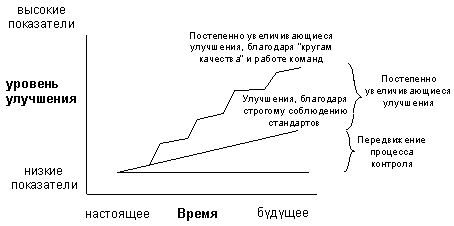 высокие
показатели
Постепенно увеличивающиеся
улучшения, благодаря "кругам
качества" и работе команд
уровень
улучшения
Улучшения, благодаря
строгому соблюдению
стандартов
Постепенно
увеличивающиеся
улучшения
Передвижение
процесса
контроля
низкие
показатели
настоящее
Время
будущее